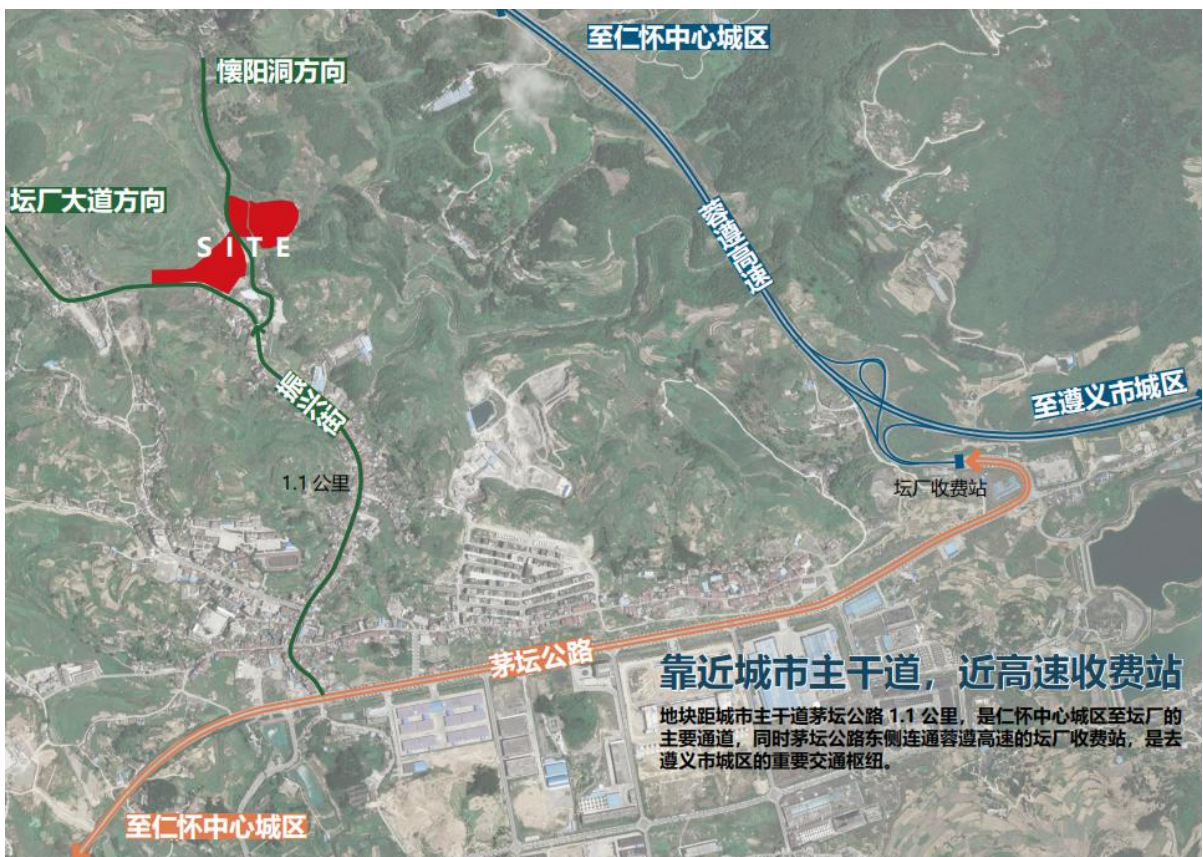 至仁怀中心城区
懷阳洞方向
坛厂大道方向
SITE
蓉遵高速
至遵义市城区
振兴街
1.1 公里
坛厂收费站
茅坛公路
靠近城市主干道，近高速收费站
地块距城市主干道茅坛公路 1.1 公里，是仁怀中心城区至坛厂的
主要通道，同时茅坛公路东侧连通蓉遵高速的坛厂收费站，是去
遵义市城区的重要交通枢纽。
至仁怀中心城区